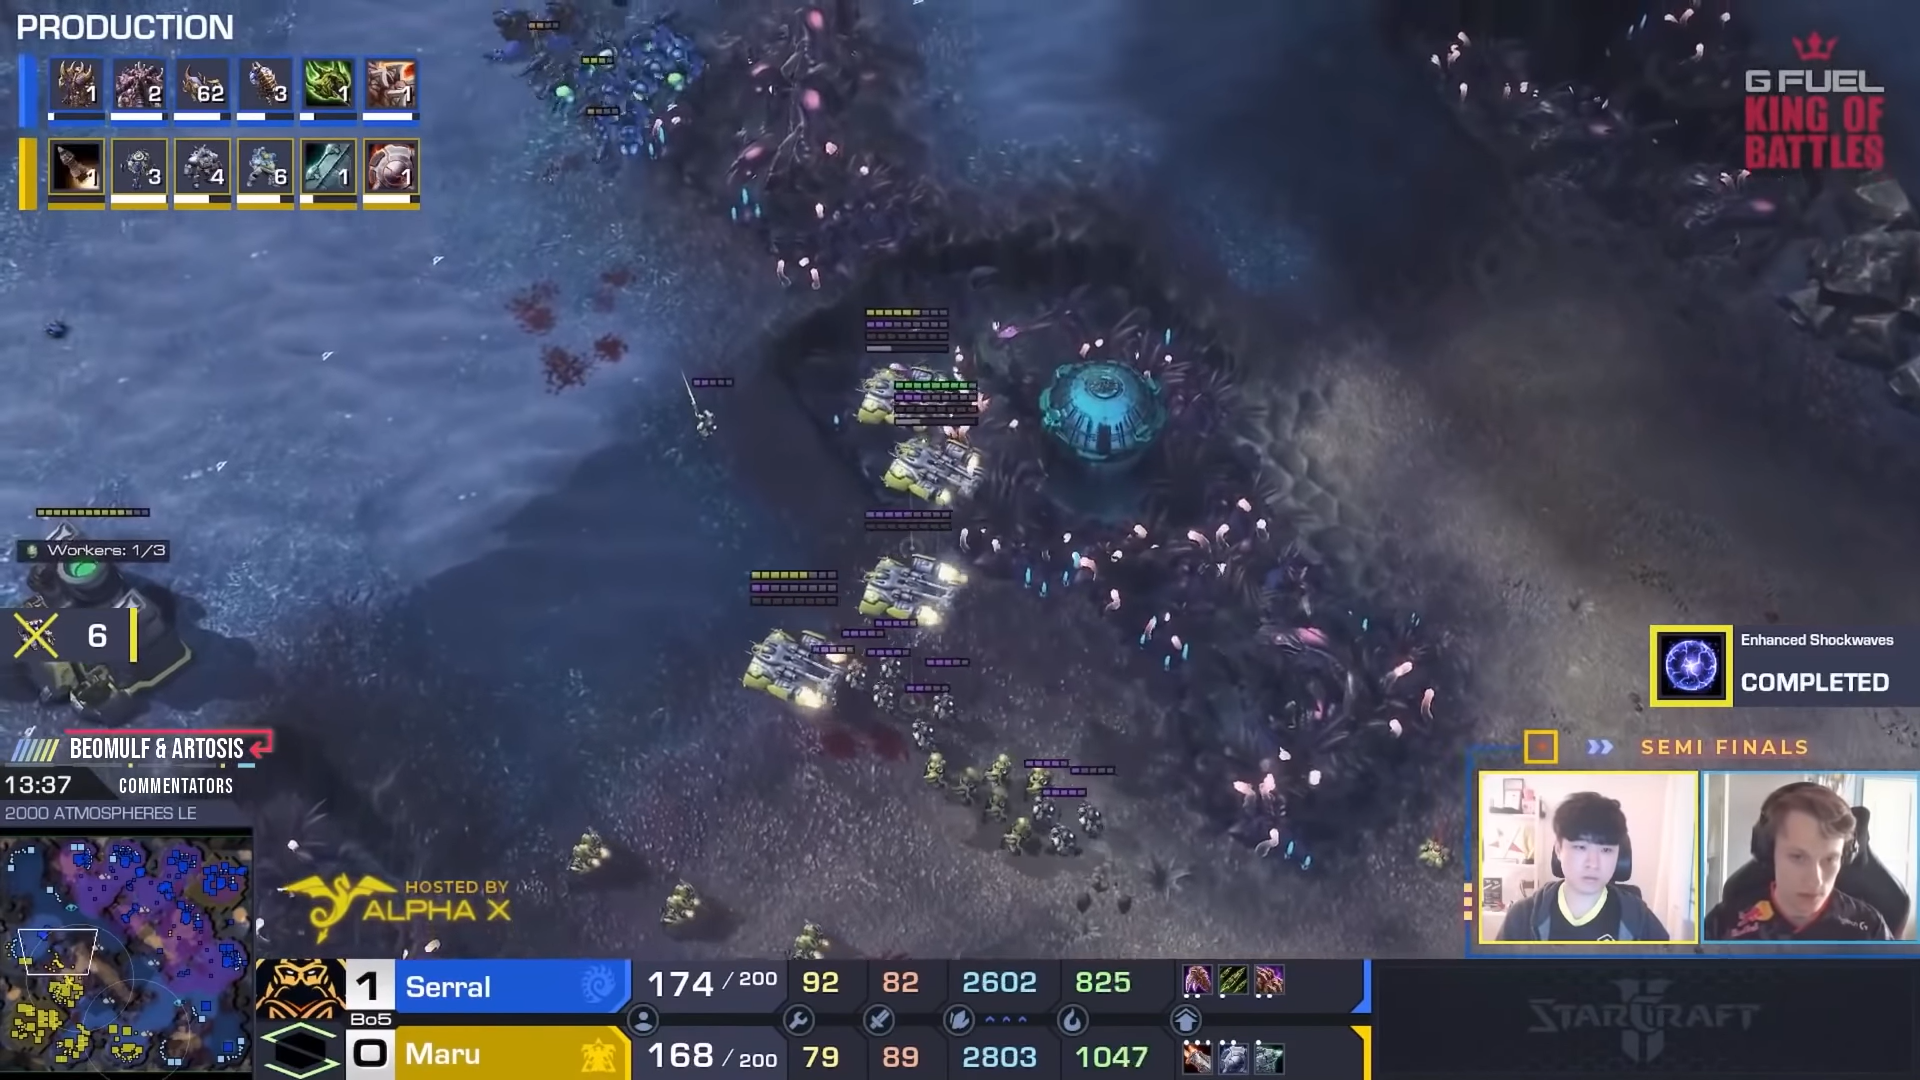 PRODUCTION
1 2 62 3 1 1
1 3 4 6 1 1
G FUEL
KING OF
BATTLES
Workers: 1/3
6
Enhanced Shockwaves
COMPLETED
BEOMULF & ARTOSIS
COMMENTATORS
13:37
2000 ATMOSPHERES LE
SEMI FINALS
HOSTED BY
ALPHA X
1 Serral 174 / 200 92 82 2602 825
Bo5
0 Maru 168 / 200 79 89 2803 1047
STARCRAFT
II